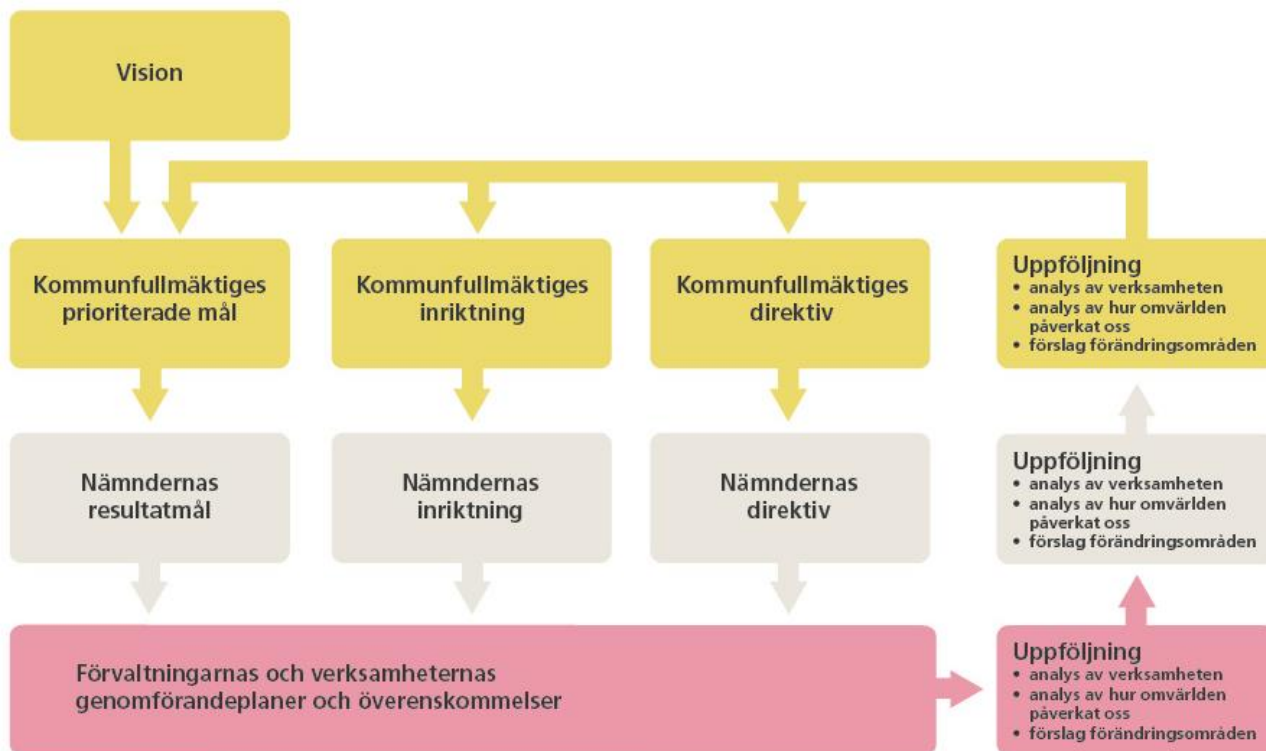 Vision
Kommunfullmäktiges
prioriterade mål
Kommunfullmäktiges
inriktning
Kommunfullmäktiges
direktiv
Uppföljning
• analys av verksamheten
• analys av hur omvärlden
påverkat oss
• förslag förändringsområden
Nämndernas
resultatmål
Nämndernas
inriktning
Nämndernas
direktiv
Uppföljning
• analys av verksamheten
• analys av hur omvärlden
påverkat oss
• förslag förändringsområden
Förvaltningarnas och verksamheternas
genomförandeplaner och överenskommelser
Uppföljning
• analys av verksamheten
• analys av hur omvärlden
påverkat oss
• förslag förändringsområden